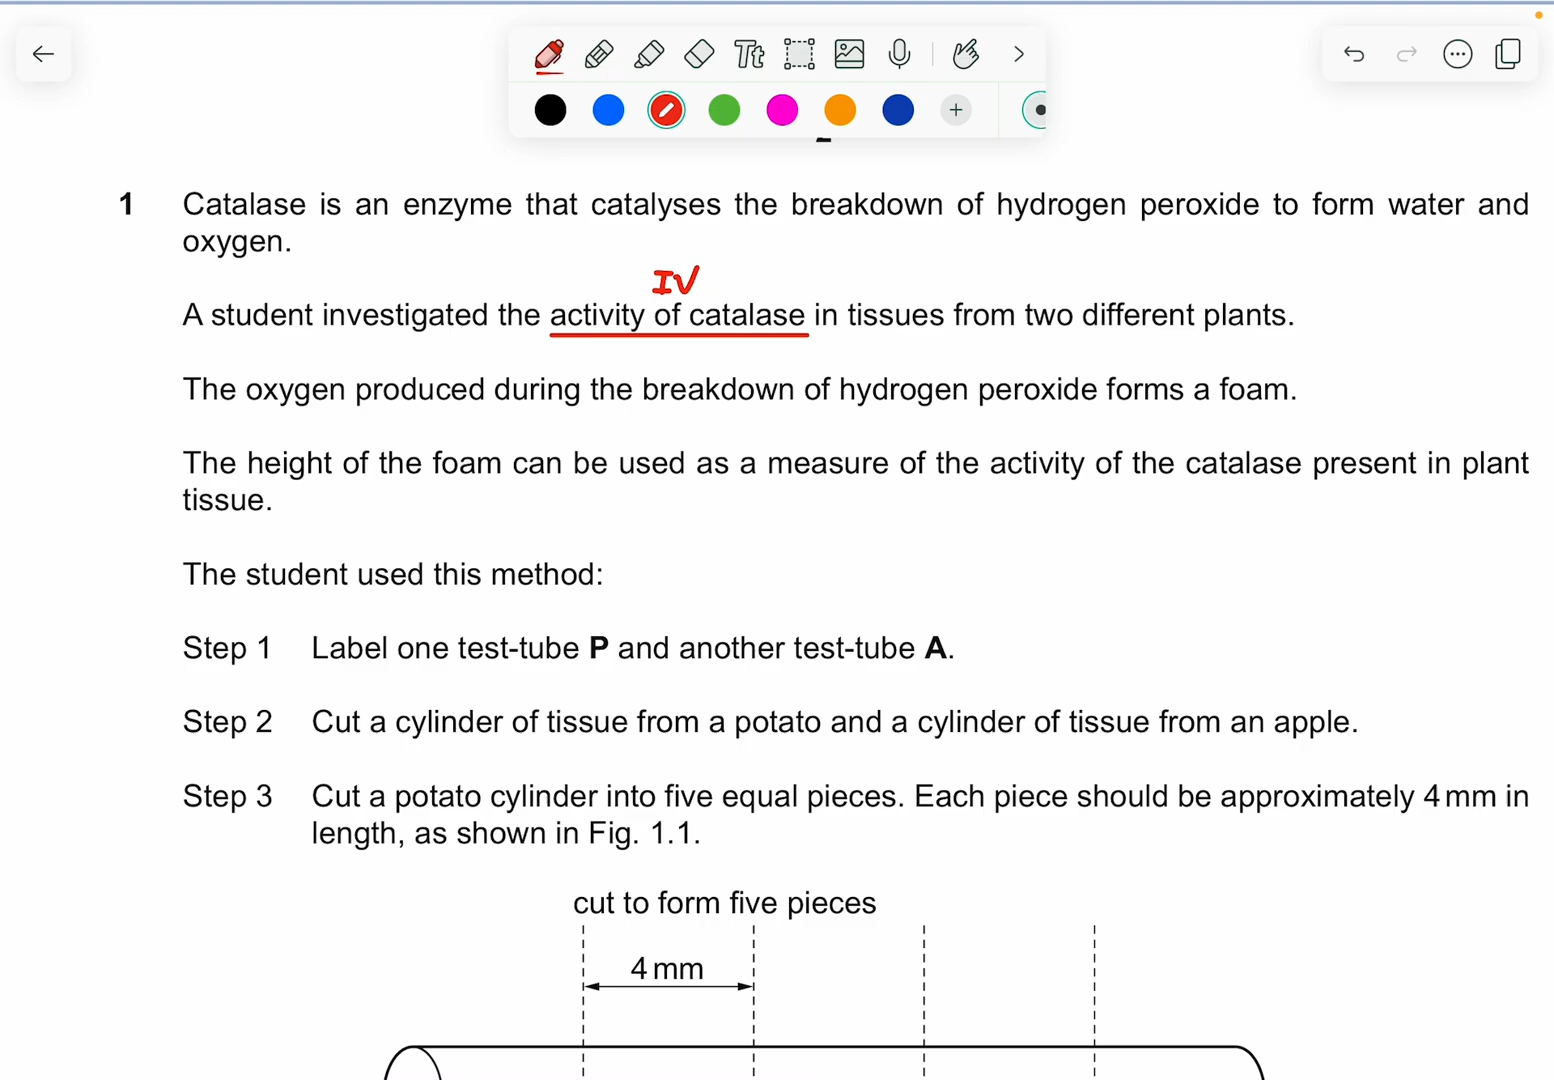 Tt
1 Catalase is an enzyme that catalyses the breakdown of hydrogen peroxide to form water and
oxygen.
IV
A student investigated the activity of catalase in tissues from two different plants.
The oxygen produced during the breakdown of hydrogen peroxide forms a foam.
The height of the foam can be used as a measure of the activity of the catalase present in plant
tissue.
The student used this method:
Step 1 Label one test-tube P and another test-tube A.
Step 2 Cut a cylinder of tissue from a potato and a cylinder of tissue from an apple.
Step 3 Cut a potato cylinder into five equal pieces. Each piece should be approximately 4 mm in
length, as shown in Fig. 1.1.
cut to form five pieces
4 mm